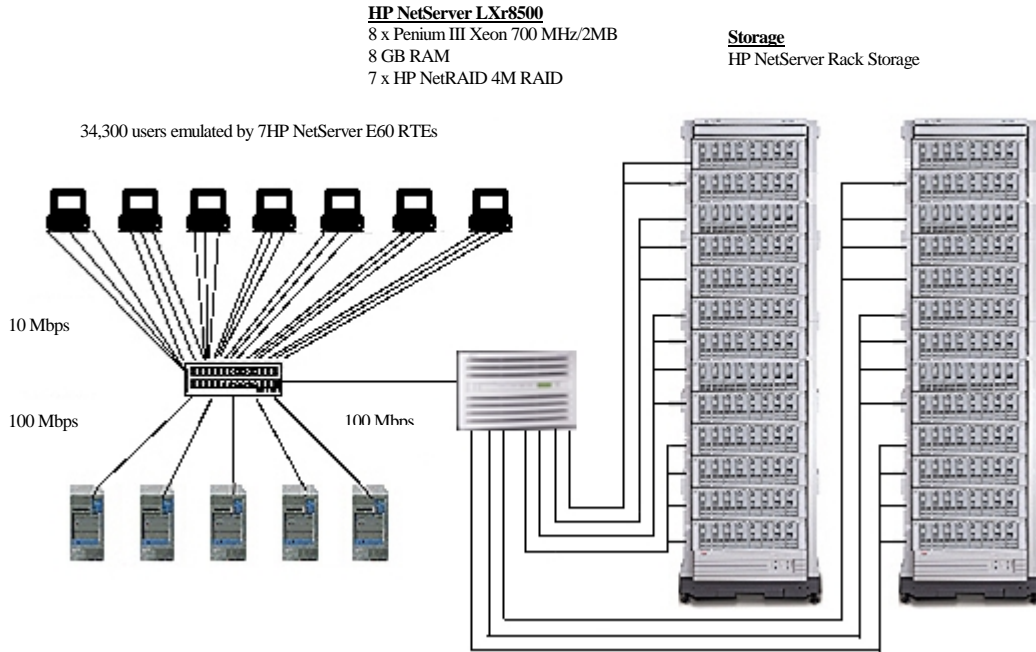 HP NetServer LXr8500
8 x Penium III Xeon 700 MHz/2MB
8 GB RAM
7 x HP NetRAID 4M RAID
Storage
HP NetServer Rack Storage
34,300 users emulated by 7HP NetServer E60 RTEs
10 Mbps
100 Mbps
100 Mbps